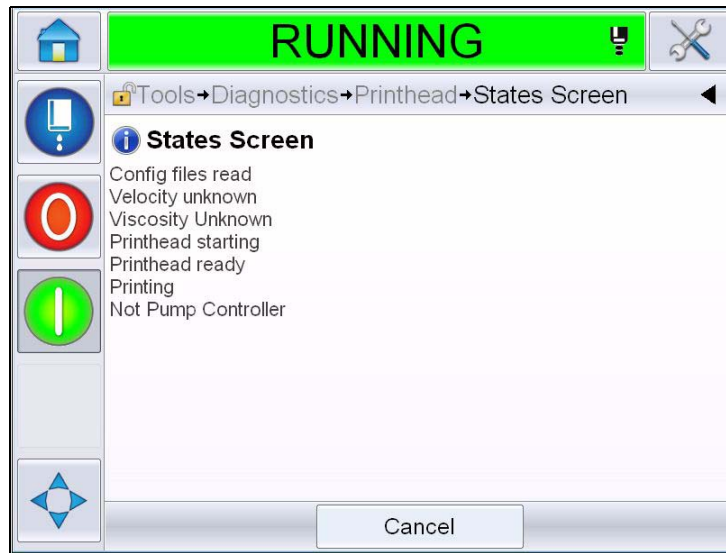 RUNNING
Tools→Diagnostics→Printhead→States Screen
States Screen
Config files read
Velocity unknown
Viscosity Unknown
Printhead starting
Printhead ready
Printing
Not Pump Controller
Cancel